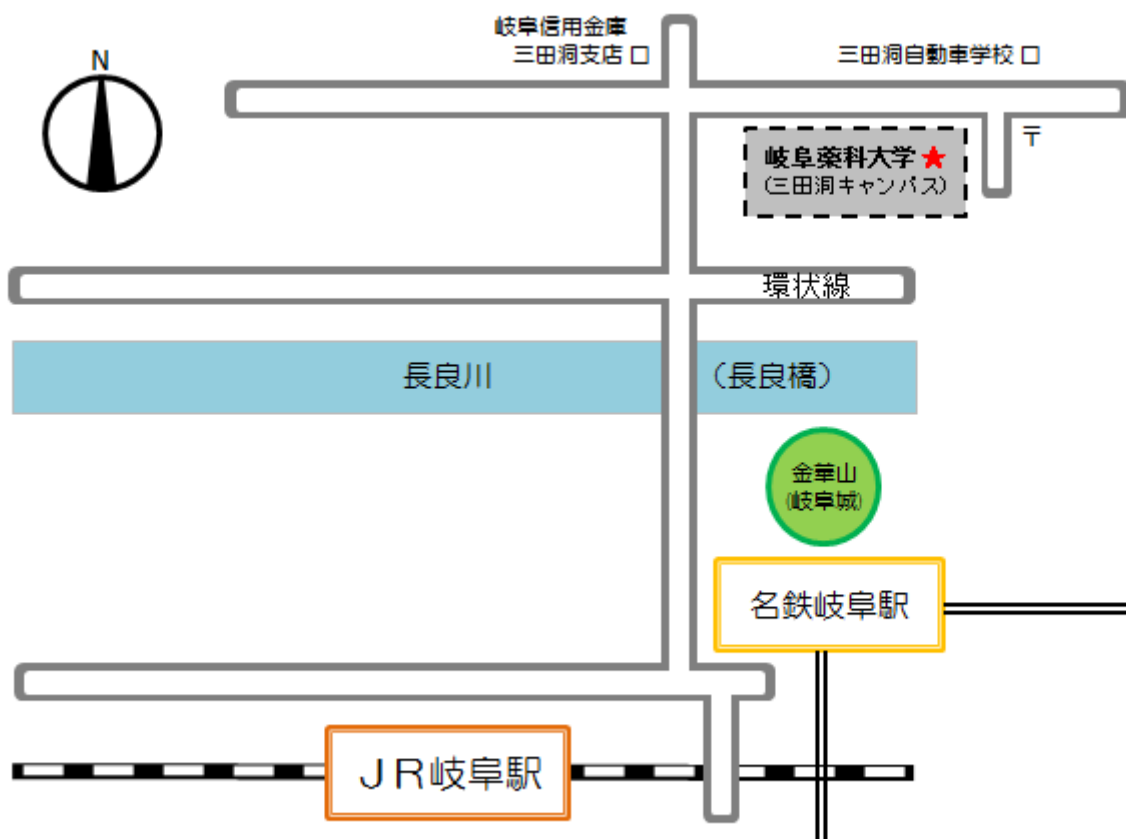 岐阜信用金庫
三田洞支店 □
三田洞自動車学校 □
N
〒
岐阜薬科大学 ★
(三田洞キャンパス)
環状線
長良川
（長良橋）
金華山
(岐阜城)
名鉄岐阜駅
ＪＲ岐阜駅